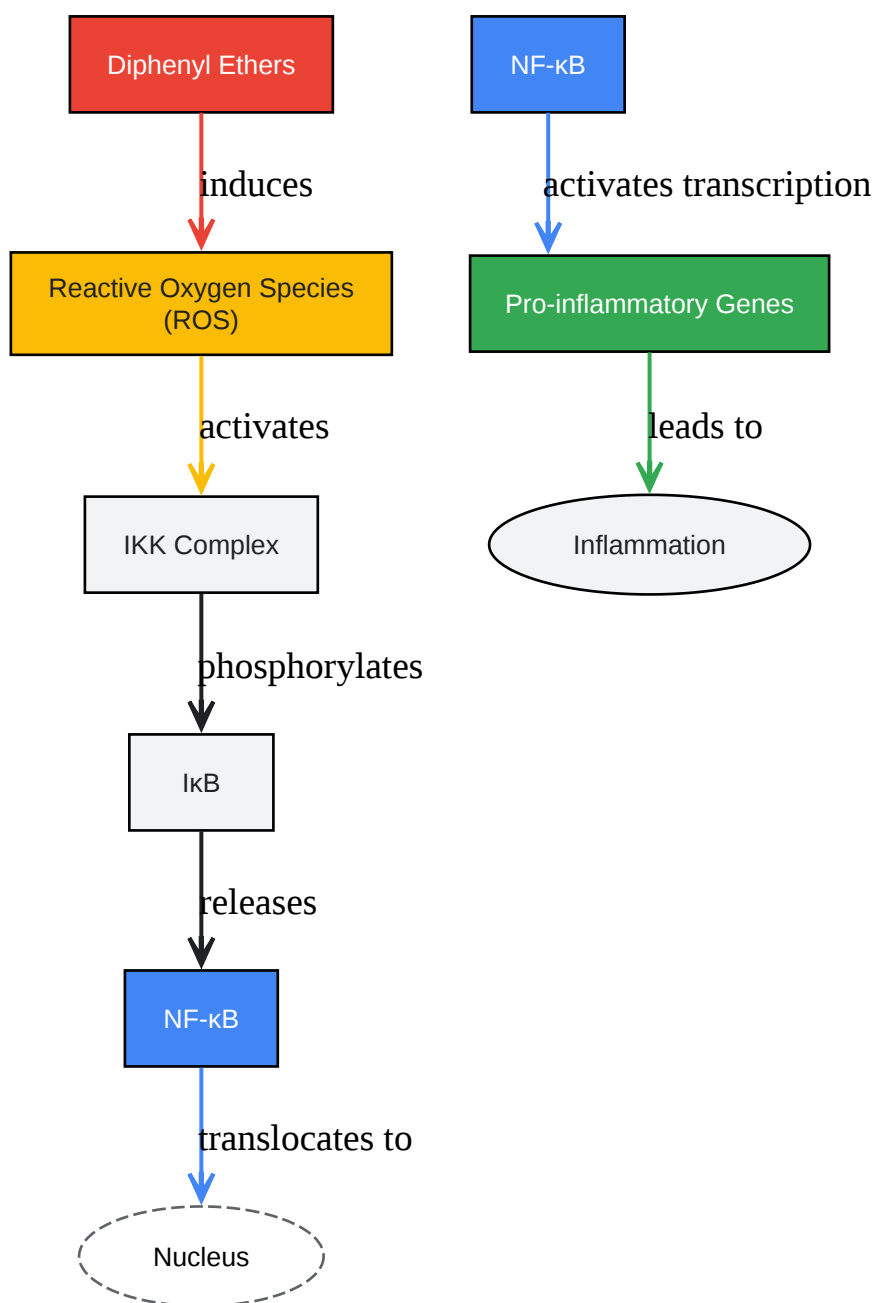 Diphenyl Ethers
induces
Reactive Oxygen Species
(ROS)
activates
IKK Complex
phosphorylates
IκB
releases
NF-κB
translocates to
Nucleus
NF-κB
activates transcription
Pro-inflammatory Genes
leads to
Inflammation